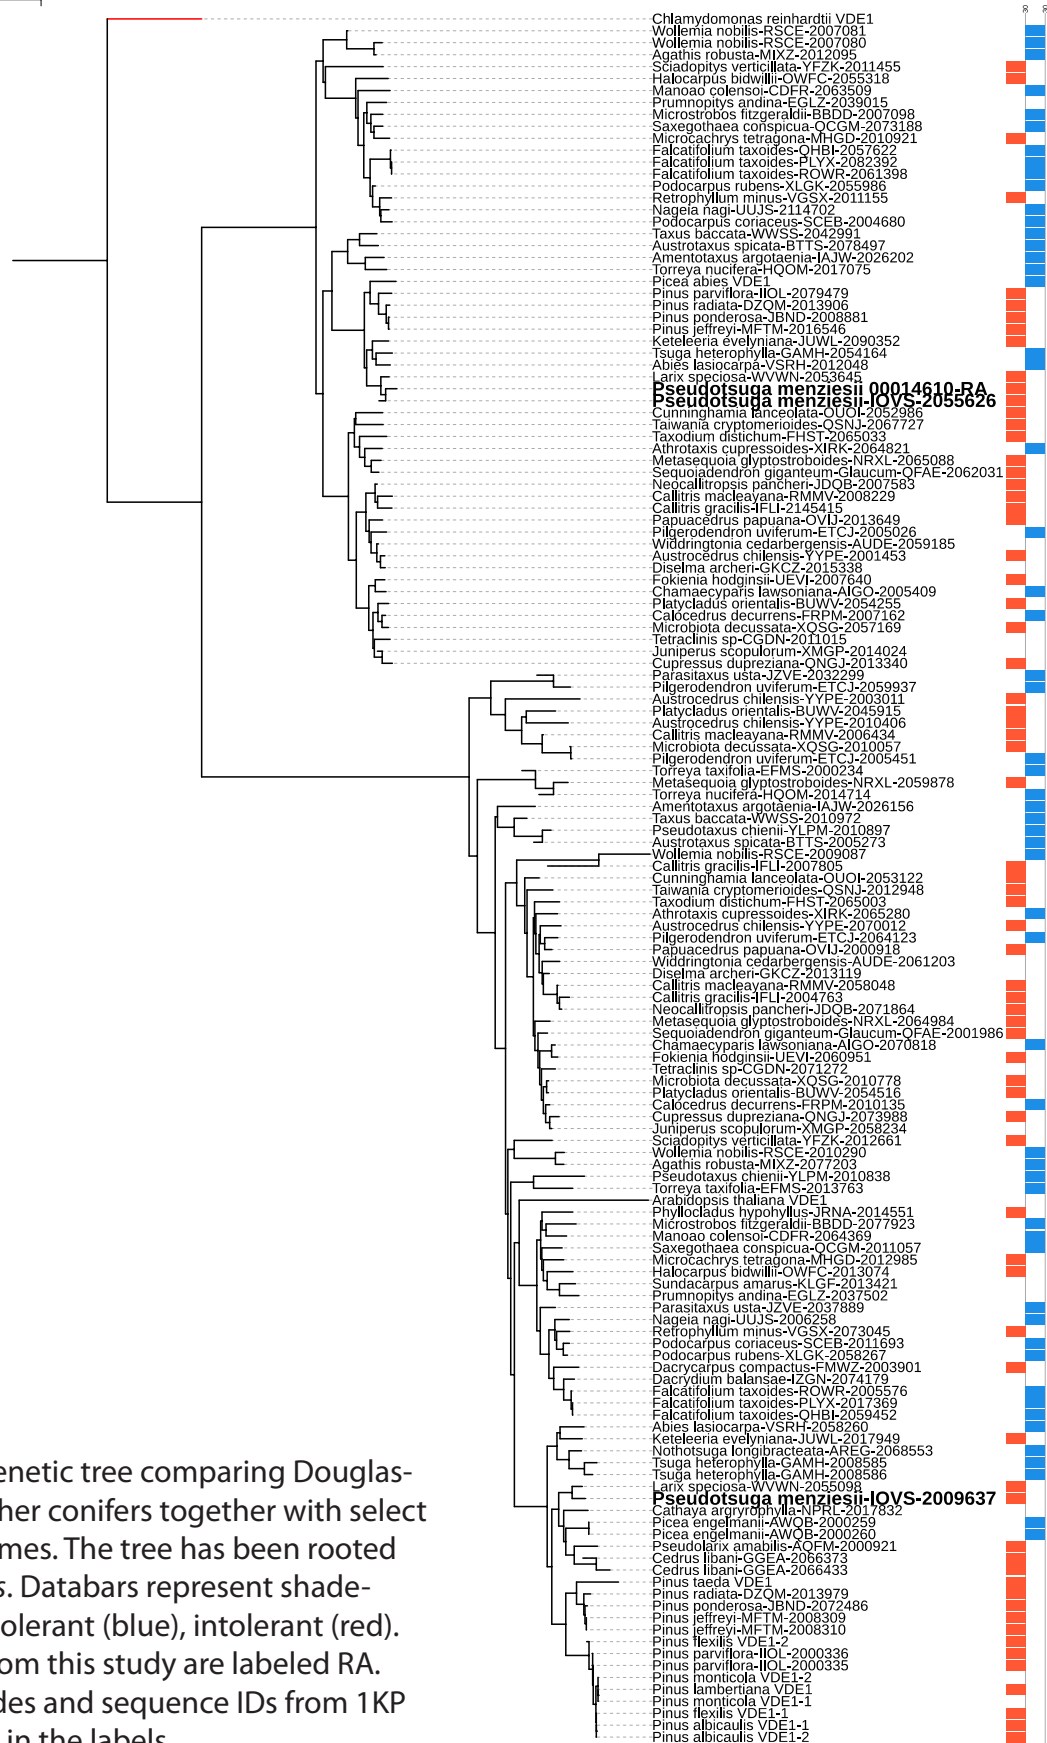 30
30
Chlamydomonas reinhardtii VDE1
Wollemia nobilis-RSCE-2007081
Wollemia nobilis-RSCE-2007080
Agathis robusta-MIXZ-2012095
Sciadopitys verticillata-YFZK-2011455
Halocarpus bidwillii-OWFC-2055318
Manoao colensoi-CDFR-2063509
Prumnopitys andina-EGLZ-2039015
Microstrobos fitzgeraldii-BBDD-2007098
Saxegothaea conspicua-QCGM-2073188
Microcachrys tetragona-MHGD-2010921
Falcatifolium taxoides-QHBI-2057622
Falcatifolium taxoides-PLYX-2082392
Falcatifolium taxoides-ROWR-2061398
Podocarpus rubens-XLGK-2055986
Retrophyllum minus-VGSX-2011155
Nageia nagi-UUJS-2114702
Podocarpus coriaceus-SCEB-2004680
Taxus baccata-WWSS-2042991
Austrotaxus spicata-BTTS-2078497
Amentotaxus argotaenia-IAJW-2026202
Torreya nucifera-HQOM-2017075
Picea abies VDE1
Pinus parviflora-IIOL-2079479
Pinus radiata-DZQM-2013906
Pinus ponderosa-JBND-2008881
Pinus jeffreyi-MFTM-2016546
Keteleeria evelyniana-JUWL-2090352
Tsuga heterophylla-GAMH-2054164
Abies lasiocarpa-VSRH-2012048
Larix speciosa-WVWN-2053645
Pseudotsuga menziesii 00014610-RA
Pseudotsuga menziesii-IOVS-2055626
Cunninghamia lanceolata-OUOI-2052986
Taiwania cryptomerioides-QSNJ-2067727
Taxodium distichum-FHST-2065033
Athrotaxis cupressoides-XIRK-2064821
Metasequoia glyptostroboides-NRXL-2065088
Sequoiadendron giganteum-Glaucum-QFAE-2062031
Neocallitropsis pancheri-JDQB-2007583
Callitris macleayana-RMMV-2008229
Callitris gracilis-IFLI-2145415
Papuacedrus papuana-OVIJ-2013649
Pilgerodendron uviferum-ETCJ-2005026
Widdringtonia cedarbergensis-AUDE-2059185
Austrocedrus chilensis-YYPE-2001453
Diselma archeri-GKCZ-2015338
Fokienia hodginsii-UEVI-2007640
Chamaecyparis lawsoniana-AIGO-2005409
Platycladus orientalis-BUWV-2054255
Calocedrus decurrens-FRPM-2007162
Microbiota decussata-XQSG-2057169
Tetraclinis sp-CGDN-2011015
Juniperus scopulorum-XMGP-2014024
Cupressus dupreziana-QNGJ-2013340
Parasitaxus usta-JZVE-2032299
Pilgerodendron uviferum-ETCJ-2059937
Austrocedrus chilensis-YYPE-2003011
Platycladus orientalis-BUWV-2045915
Austrocedrus chilensis-YYPE-2010406
Callitris macleayana-RMMV-2006434
Microbiota decussata-XQSG-2010057
Pilgerodendron uviferum-ETCJ-2005451
Torreya taxifolia-EFMS-2000234
Metasequoia glyptostroboides-NRXL-2059878
Torreya nucifera-HQOM-2014714
Amentotaxus argotaenia-IAJW-2026156
Taxus baccata-WWSS-2010972
Pseudotaxus chienii-YLPM-2010897
Austrotaxus spicata-BTTS-2005273
Wollemia nobilis-RSCE-2009087
Callitris gracilis-IFLI-2007805
Cunninghamia lanceolata-OUOI-2053122
Taiwania cryptomerioides-QSNJ-2012948
Taxodium distichum-FHST-2065003
Athrotaxis cupressoides-XIRK-2065280
Austrocedrus chilensis-YYPE-2070012
Pilgerodendron uviferum-ETCJ-2064123
Papuacedrus papuana-OVIJ-2000918
Widdringtonia cedarbergensis-AUDE-2061203
Diselma archeri-GKCZ-2013119
Callitris macleayana-RMMV-2058048
Callitris gracilis-IFLI-2004763
Neocallitropsis pancheri-JDQB-2071864
Metasequoia glyptostroboides-NRXL-2064984
Sequoiadendron giganteum-Glaucum-QFAE-2001986
Chamaecyparis lawsoniana-AIGO-2070818
Fokienia hodginsii-UEVI-2060951
Tetraclinis sp-CGDN-2071272
Microbiota decussata-XQSG-2010778
Platycladus orientalis-BUWV-2054516
Calocedrus decurrens-FRPM-2010135
Cupressus dupreziana-QNGJ-2073988
Juniperus scopulorum-XMGP-2058234
Sciadopitys verticillata-YFZK-2012661
Wollemia nobilis-RSCE-2010290
Agathis robusta-MIXZ-2077203
Pseudotaxus chienii-YLPM-2010838
Torreya taxifolia-EFMS-2013763
Arabidopsis thaliana VDE1
Phyllocladus hypohyllus-JRNA-2014551
Microstrobos fitzgeraldii-BBDD-2077923
Manoao colensoi-CDFR-2064369
Saxegothaea conspicua-QCGM-2011057
Microcachrys tetragona-MHGD-2012985
Halocarpus bidwillii-OWFC-2013074
Sundacarpus amarus-KLGF-2013421
Prumnopitys andina-EGLZ-2037502
Parasitaxus usta-JZVE-2037889
Nageia nagi-UUJS-2006258
Retrophyllum minus-VGSX-2073045
Podocarpus coriaceus-SCEB-2011693
Podocarpus rubens-XLGK-2058267
Dacrycarpus compactus-FMWZ-2003901
Dacrydium balansae-IZGN-2074179
Falcatifolium taxoides-ROWR-2005576
Falcatifolium taxoides-PLYX-2017369
Falcatifolium taxoides-QHBI-2059452
Abies lasiocarpa-VSRH-2058260
Keteleeria evelyniana-JUWL-2017949
Nothotsuga longibracteata-AREG-2068553
Tsuga heterophylla-GAMH-2008585
Tsuga heterophylla-GAMH-2008586
Larix speciosa-WVWN-2055098
Pseudotsuga menziesii-IOVS-2009637
Cathaya argryrophylla-NPRL-2017832
Picea engelmanii-AWQB-2000259
Picea engelmanii-AWQB-2000260
Pseudolarix amabilis-AQFM-2000921
Cedrus libani-GGEA-2066373
Cedrus libani-GGEA-2066433
Pinus taeda VDE1
Pinus radiata-DZQM-2013979
Pinus ponderosa-JBND-2072486
Pinus jeffreyi-MFTM-2008309
Pinus jeffreyi-MFTM-2008310
Pinus flexilis VDE1-2
Pinus parviflora-IIOL-2000336
Pinus parviflora-IIOL-2000335
Pinus monticola VDE1-2
Pinus lambertiana VDE1
Pinus monticola VDE1-1
Pinus flexilis VDE1-1
Pinus albicaulis VDE1-1
Pinus albicaulis VDE1-2
enetic tree comparing Douglas-
her conifers together with select
mes. The tree has been rooted
s. Databars represent shade-
olerant (blue), intolerant (red).
om this study are labeled RA.
des and sequence IDs from 1KP
in the labels